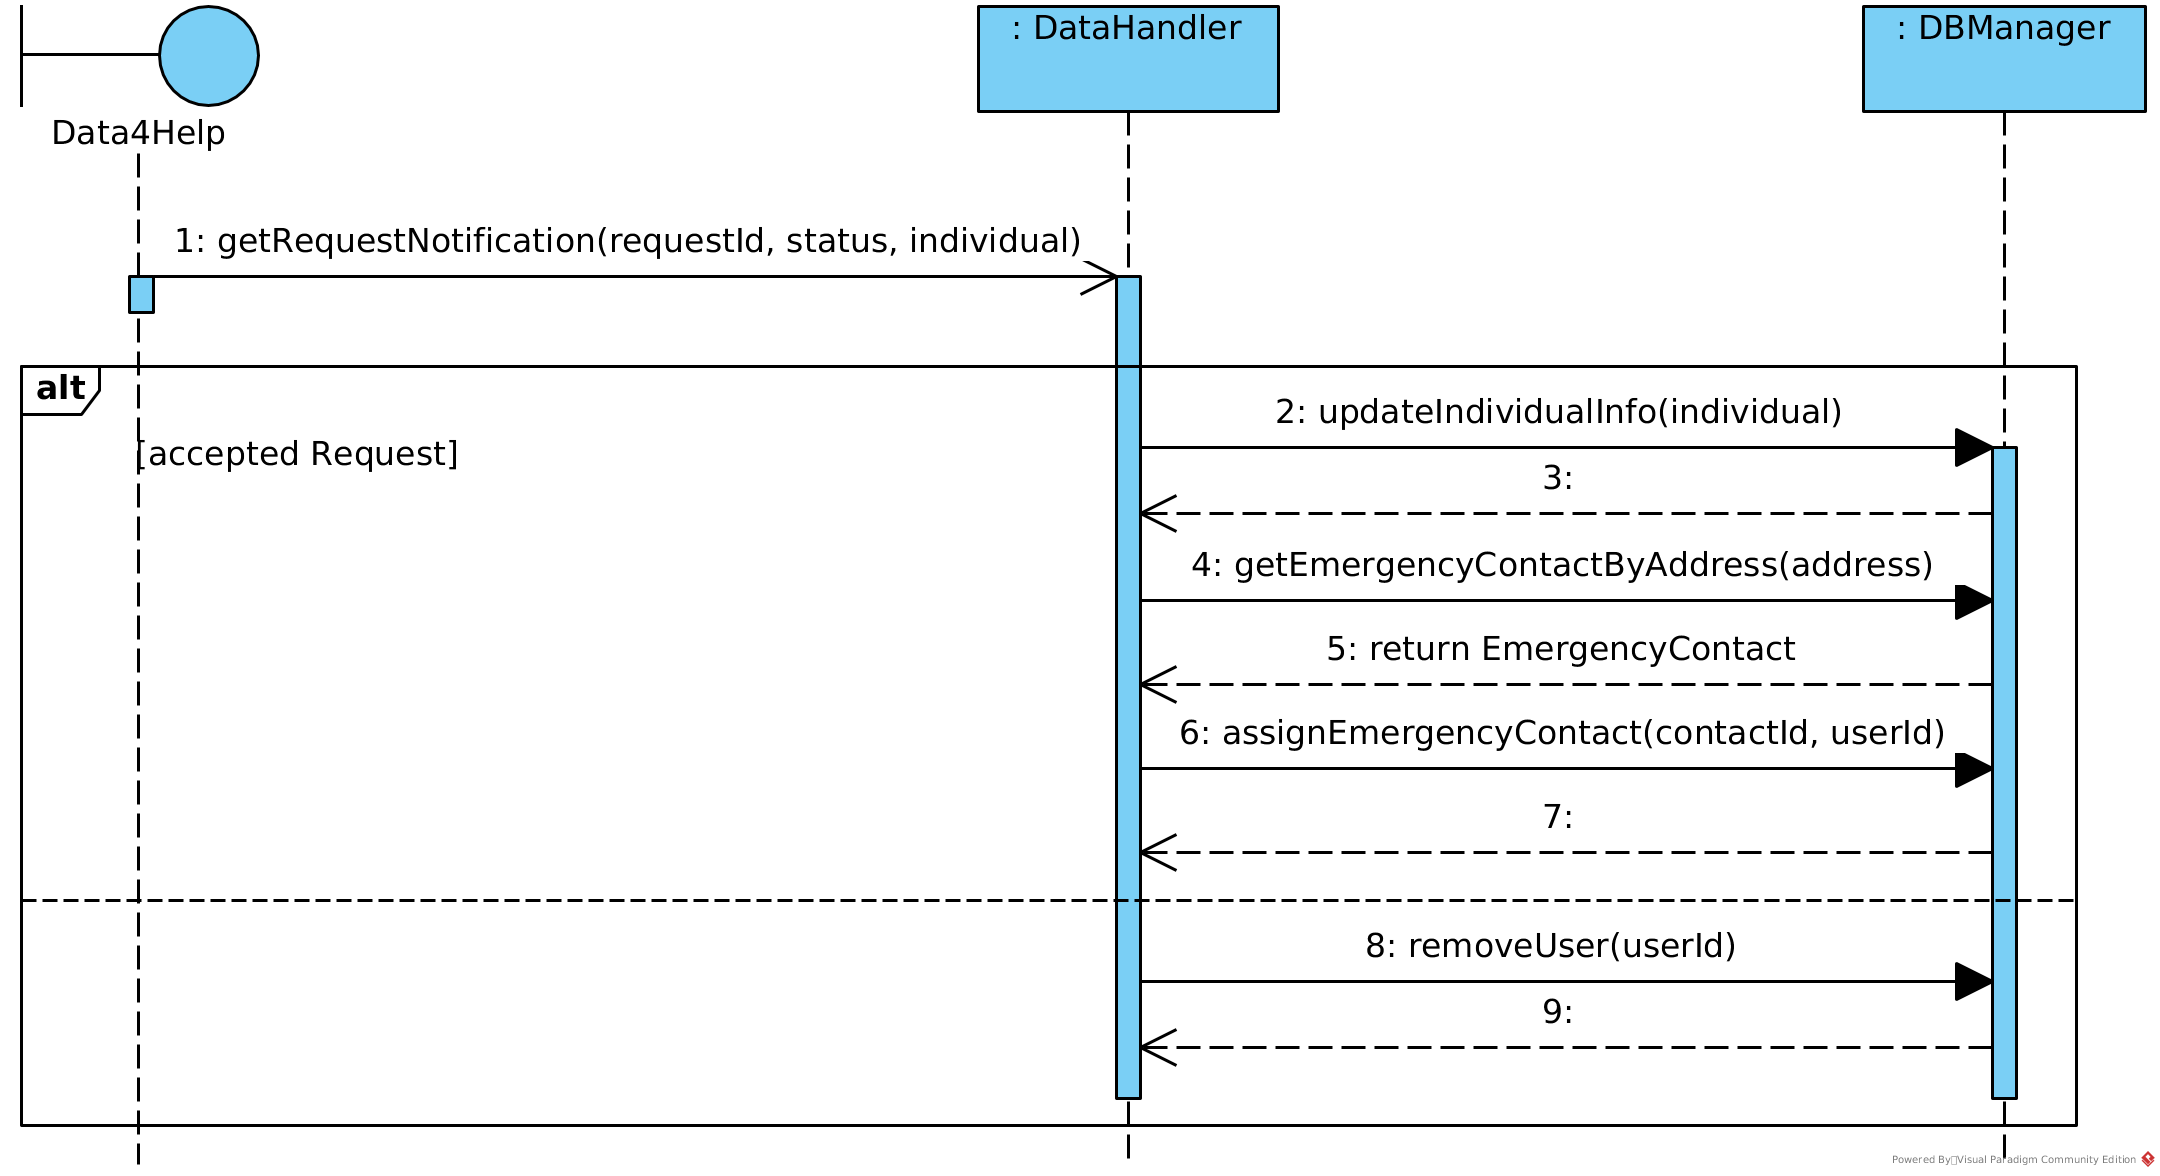 : DataHandler
: DBManager
Data4Help
1: getRequestNotification(requestId, status, individual)
alt
2: updateIndividualInfo(individual)
[accepted Request]
3:
4: getEmergencyContactByAddress(address)
5: return EmergencyContact
6: assignEmergencyContact(contactId, userId)
7:
8: removeUser(userId)
9:
Powered By Visual Paradigm Community Edition